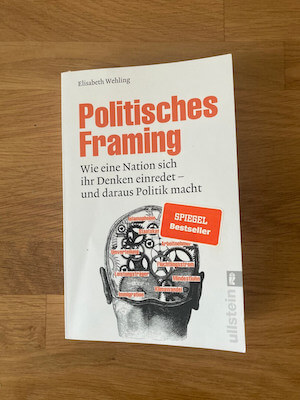 Elisabeth Wehling
Politisches
Framing
Wie eine Nation sich
ihr Denken einredet –
und daraus Politik macht
SPIEGEL
Bestseller
ullstein